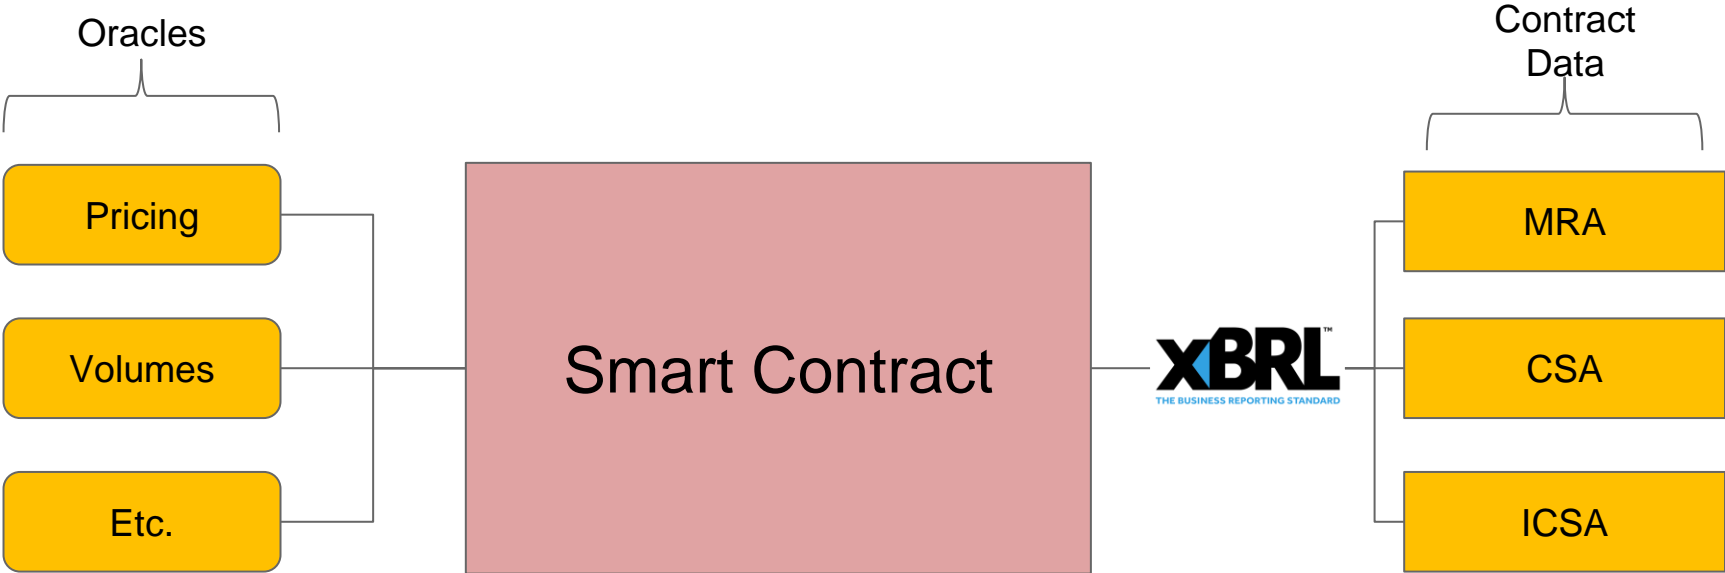 Oracles
Contract
Data
Pricing
MRA
Volumes
Smart Contract
XBRL™
THE BUSINESS REPORTING STANDARD
CSA
Etc.
ICSA